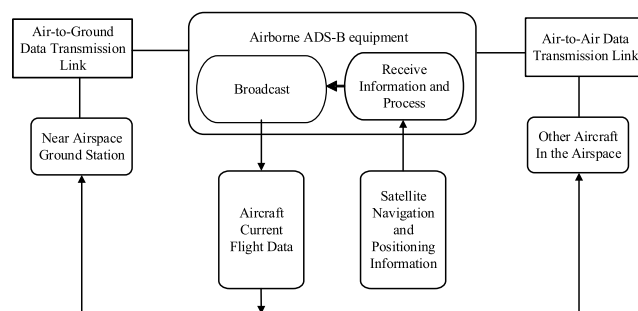 Air-to-Ground
Data Transmission
Link
Airborne ADS-B equipment
Broadcast
Receive
Information and
Process
Air-to-Air Data
Transmission Link
Near Airspace
Ground Station
Other Aircraft
In the Airspace
Aircraft
Current
Flight Data
Satellite
Navigation
and
Positioning
Information